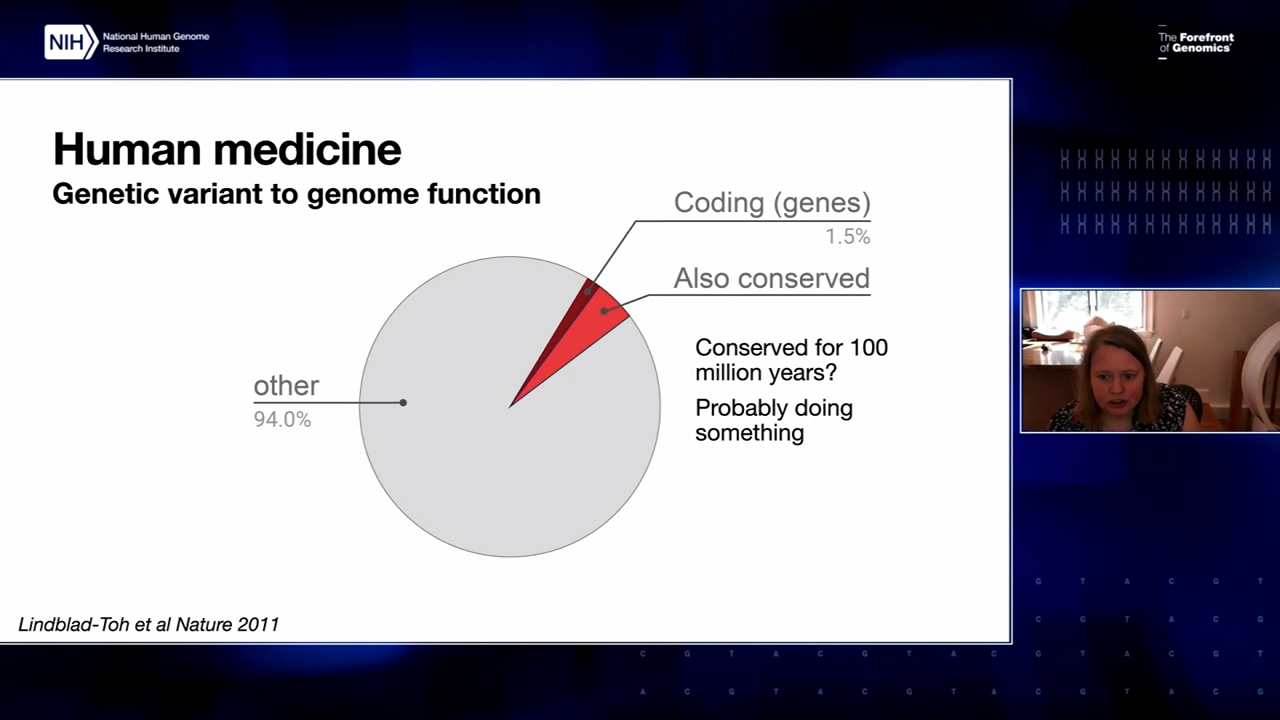 NIH
National Human Genome
Research Institute
The Forefront
of Genomics
Human medicine
Genetic variant to genome function
Coding (genes)
1.5%
Also conserved
Conserved for 100
million years?
Probably doing
something
other
94.0%
Lindblad-Toh et al Nature 2011
G T A C G T
C G T A C G
C G T A C G T A C G T A C G T
A C G T A C G T A C G T A C G